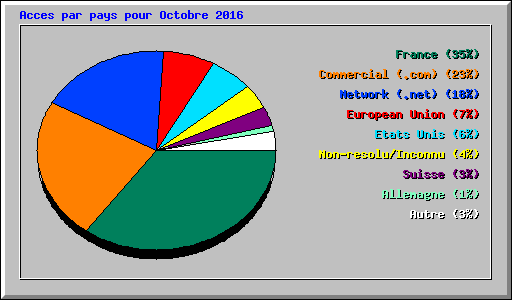 Acces par pays pour Octobre 2016
France (35%)
Commercial (.com) (23%)
Network (.net) (18%)
European Union (7%)
Etats Unis (6%)
Non-resolu/Inconnu (4%)
Suisse (3%)
Allemagne (1%)
Autre (3%)